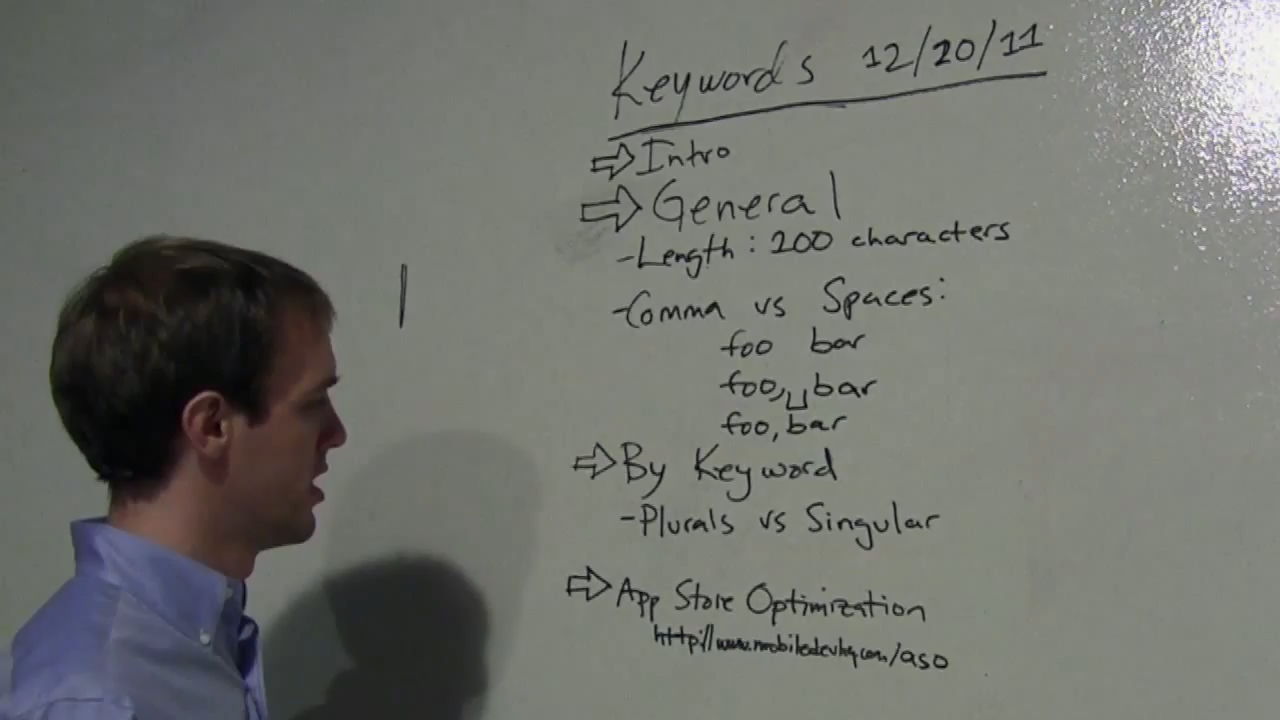 Keywords 12/20/11
⇨ Intro
⇨ General
-Length: 200 characters
-Comma vs Spaces:
foo bar
foo,␣bar
foo,bar
⇨ By Keyword
-Plurals vs Singular
⇨ App Store Optimization
http://www.mobiledevhq.com/aso